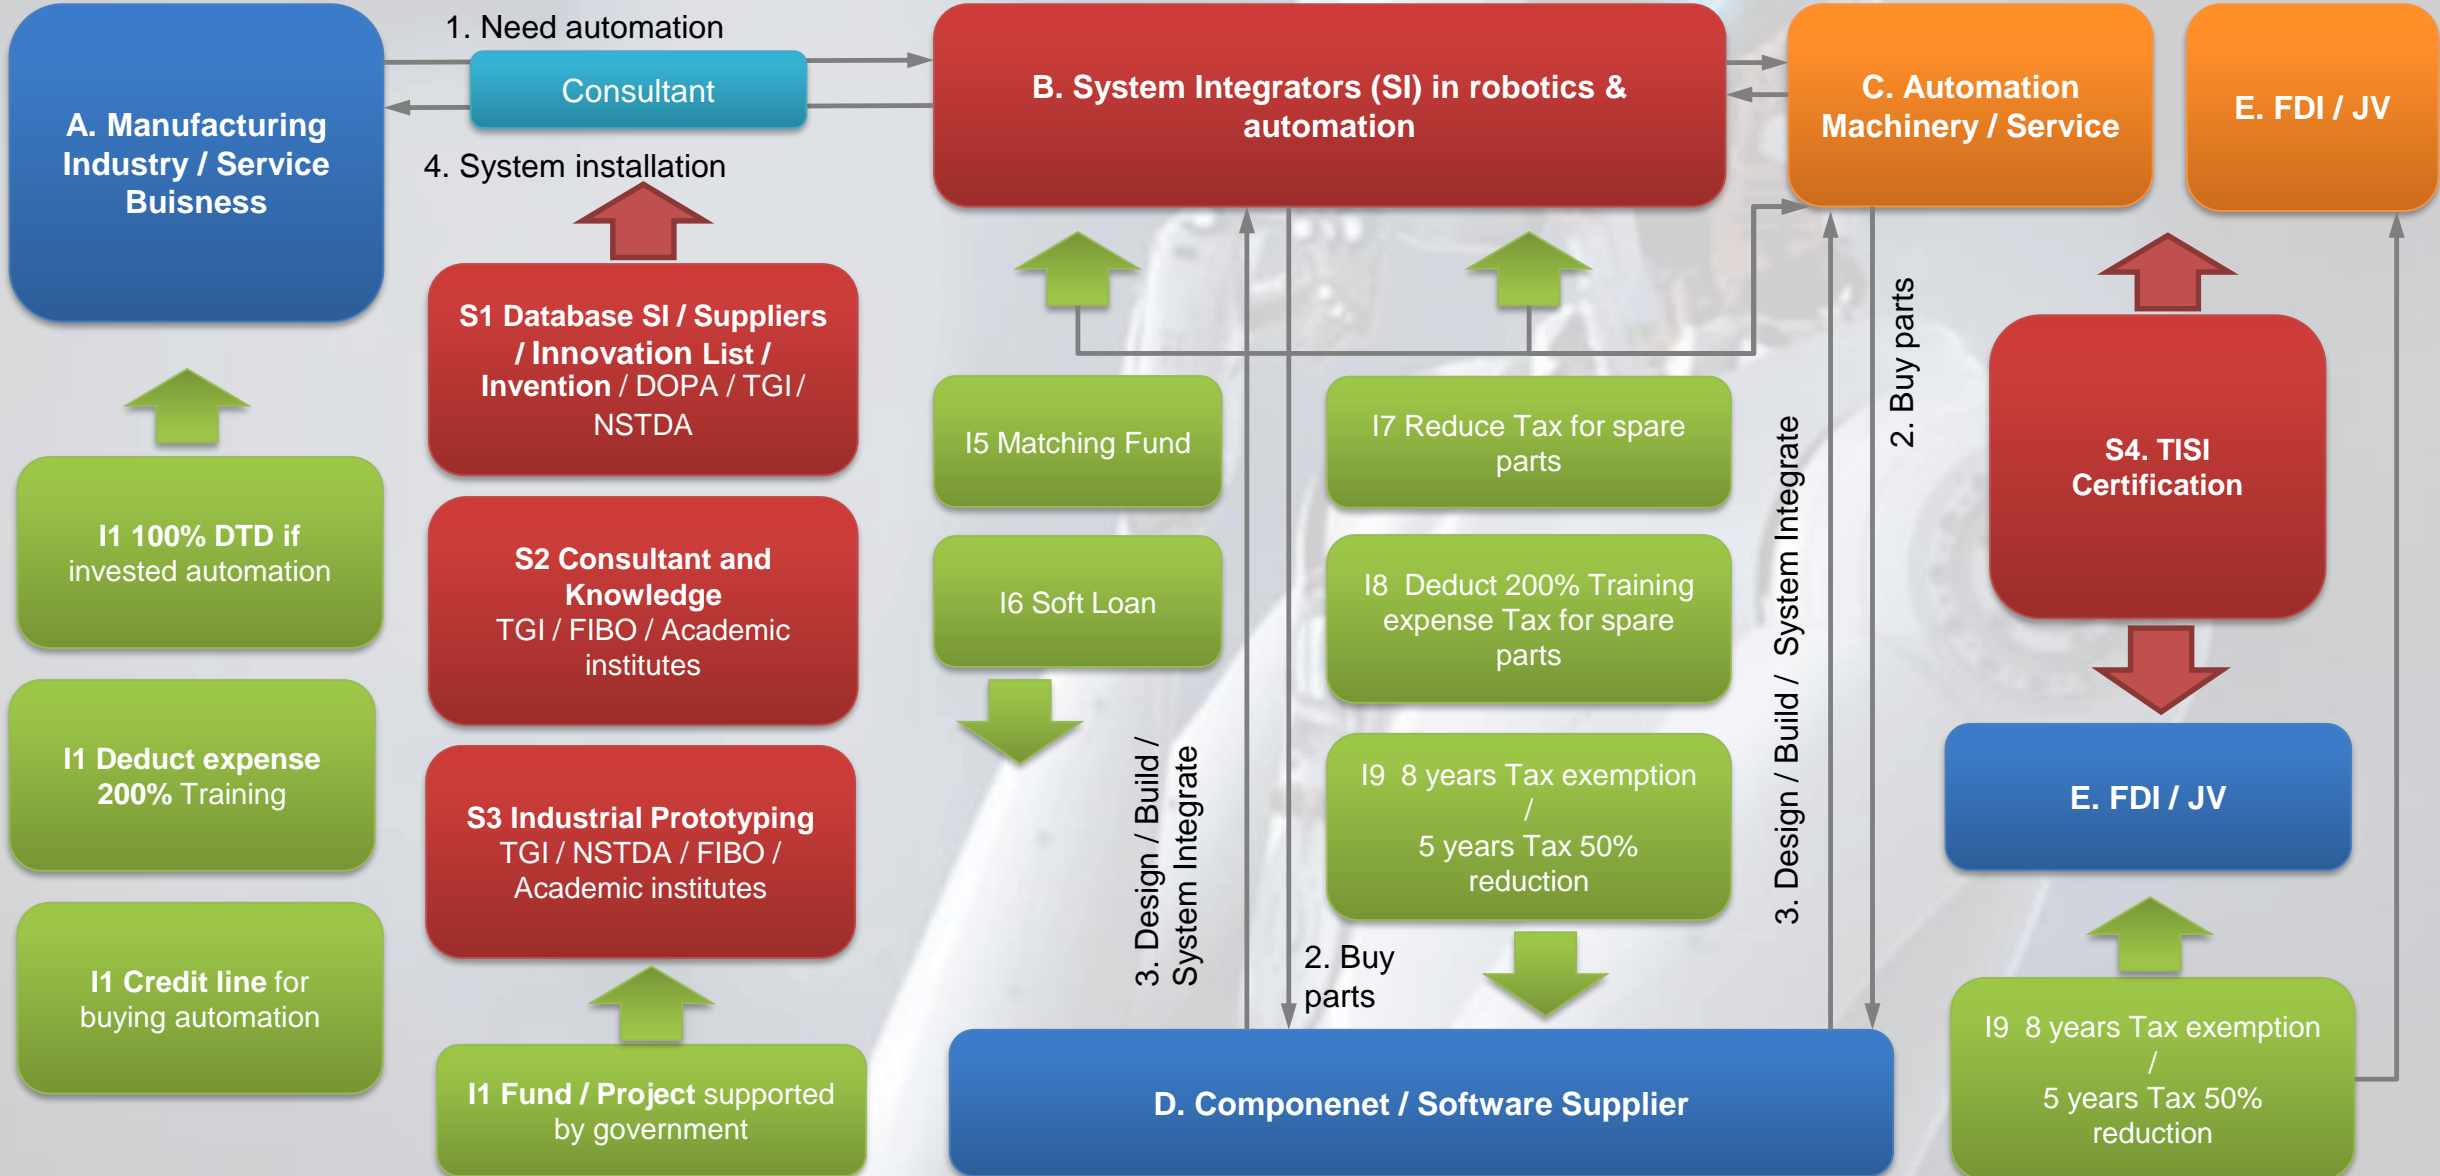 1. Need automation
Consultant
4. System installation
A. Manufacturing
Industry / Service
Buisness
B. System Integrators (SI) in robotics &
automation
C. Automation
Machinery / Service
E. FDI / JV
I1 100% DTD if
invested automation
I1 Deduct expense
200% Training
I1 Credit line for
buying automation
S1 Database SI / Suppliers
/ Innovation List /
Invention / DOPA / TGI /
NSTDA
S2 Consultant and
Knowledge
TGI / FIBO / Academic
institutes
S3 Industrial Prototyping
TGI / NSTDA / FIBO /
Academic institutes
I1 Fund / Project supported
by government
I5 Matching Fund
I6 Soft Loan
3. Design / Build /
System Integrate
2. Buy
parts
I7 Reduce Tax for spare
parts
I8  Deduct 200% Training
expense Tax for spare
parts
I9  8 years Tax exemption
/
5 years Tax 50%
reduction
3. Design / Build /  System Integrate
2. Buy parts
D. Componenet / Software Supplier
S4. TISI
Certification
E. FDI / JV
I9  8 years Tax exemption
/
5 years Tax 50%
reduction